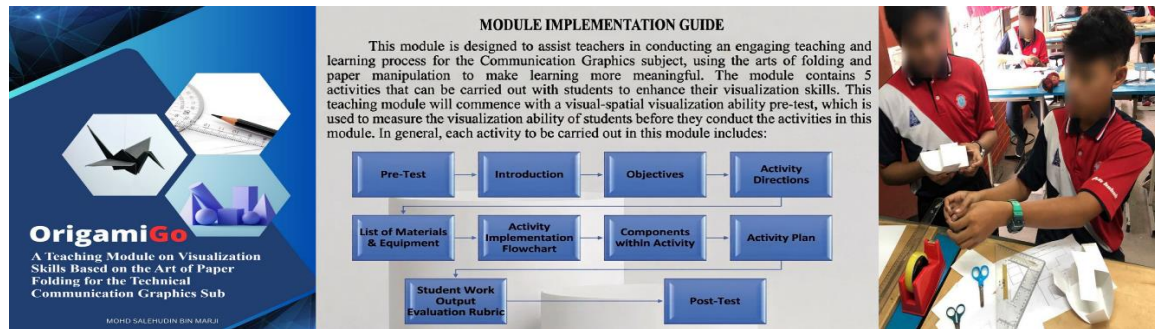 OrigamiGo
A Teaching Module on Visualization
Skills Based on the Art of Paper
Folding for the Technical
Communication Graphics Sub
MOHD SALEHUDIN BIN MARJI
MODULE IMPLEMENTATION GUIDE
This module is designed to assist teachers in conducting an engaging teaching and
learning process for the Communication Graphics subject, using the arts of folding and
paper manipulation to make learning more meaningful. The module contains 5
activities that can be carried out with students to enhance their visualization skills. This
teaching module will commence with a visual-spatial visualization ability pre-test, which is
used to measure the visualization ability of students before they conduct the activities in this
module. In general, each activity to be carried out in this module includes:
Pre-Test
Introduction
Objectives
Activity
Directions
List of Materials
& Equipment
Activity
Implementation
Flowchart
Components
within Activity
Activity Plan
Student Work
Output
Evaluation Rubric
Post-Test